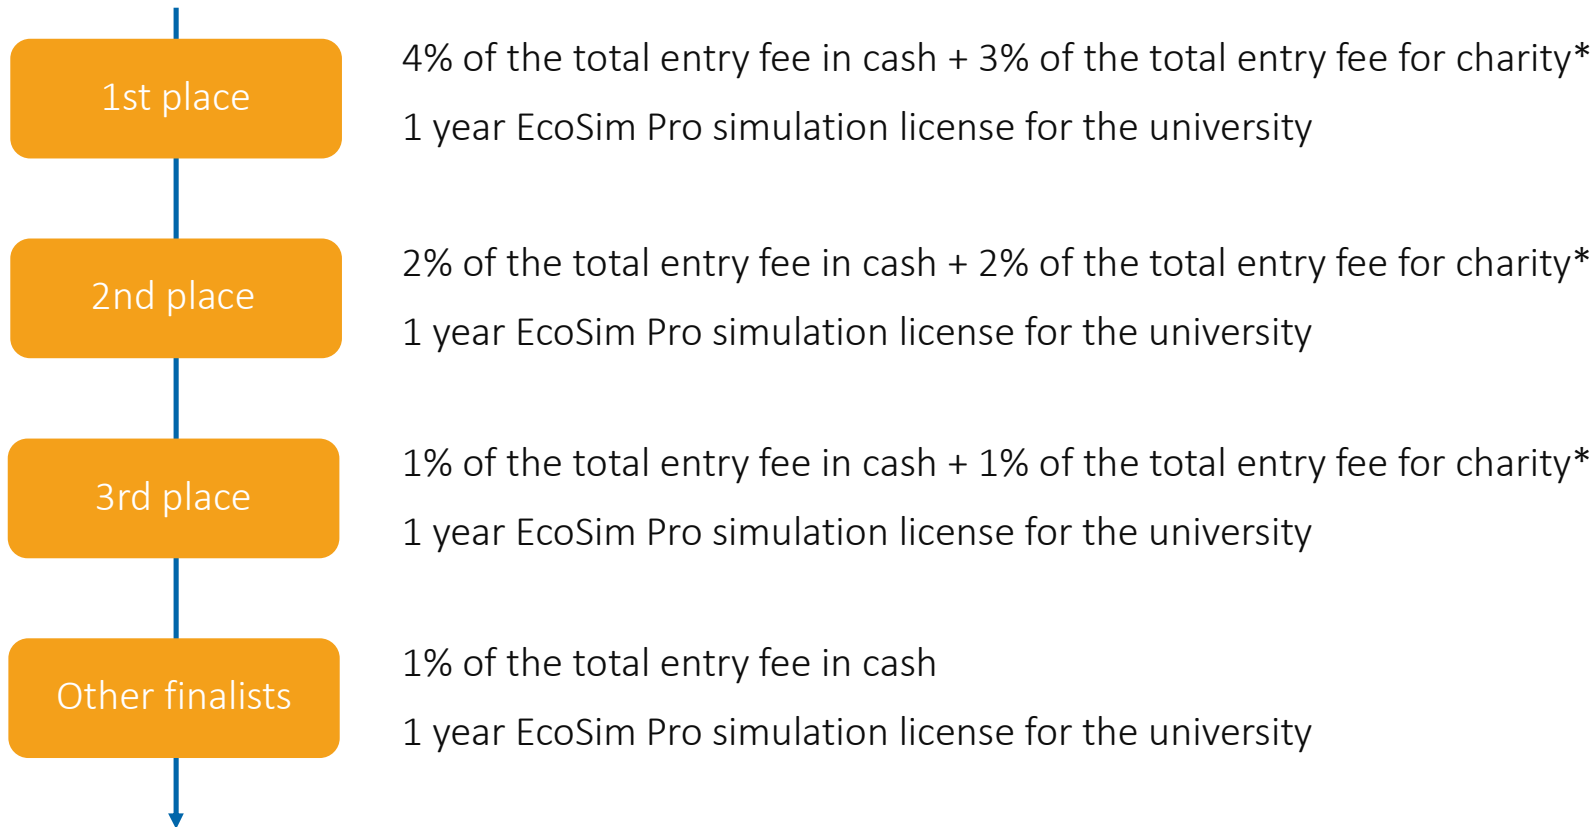 1st place
4% of the total entry fee in cash + 3% of the total entry fee for charity*
1 year EcoSim Pro simulation license for the university
2nd place
2% of the total entry fee in cash + 2% of the total entry fee for charity*
1 year EcoSim Pro simulation license for the university
3rd place
1% of the total entry fee in cash + 1% of the total entry fee for charity*
1 year EcoSim Pro simulation license for the university
Other finalists
1% of the total entry fee in cash
1 year EcoSim Pro simulation license for the university